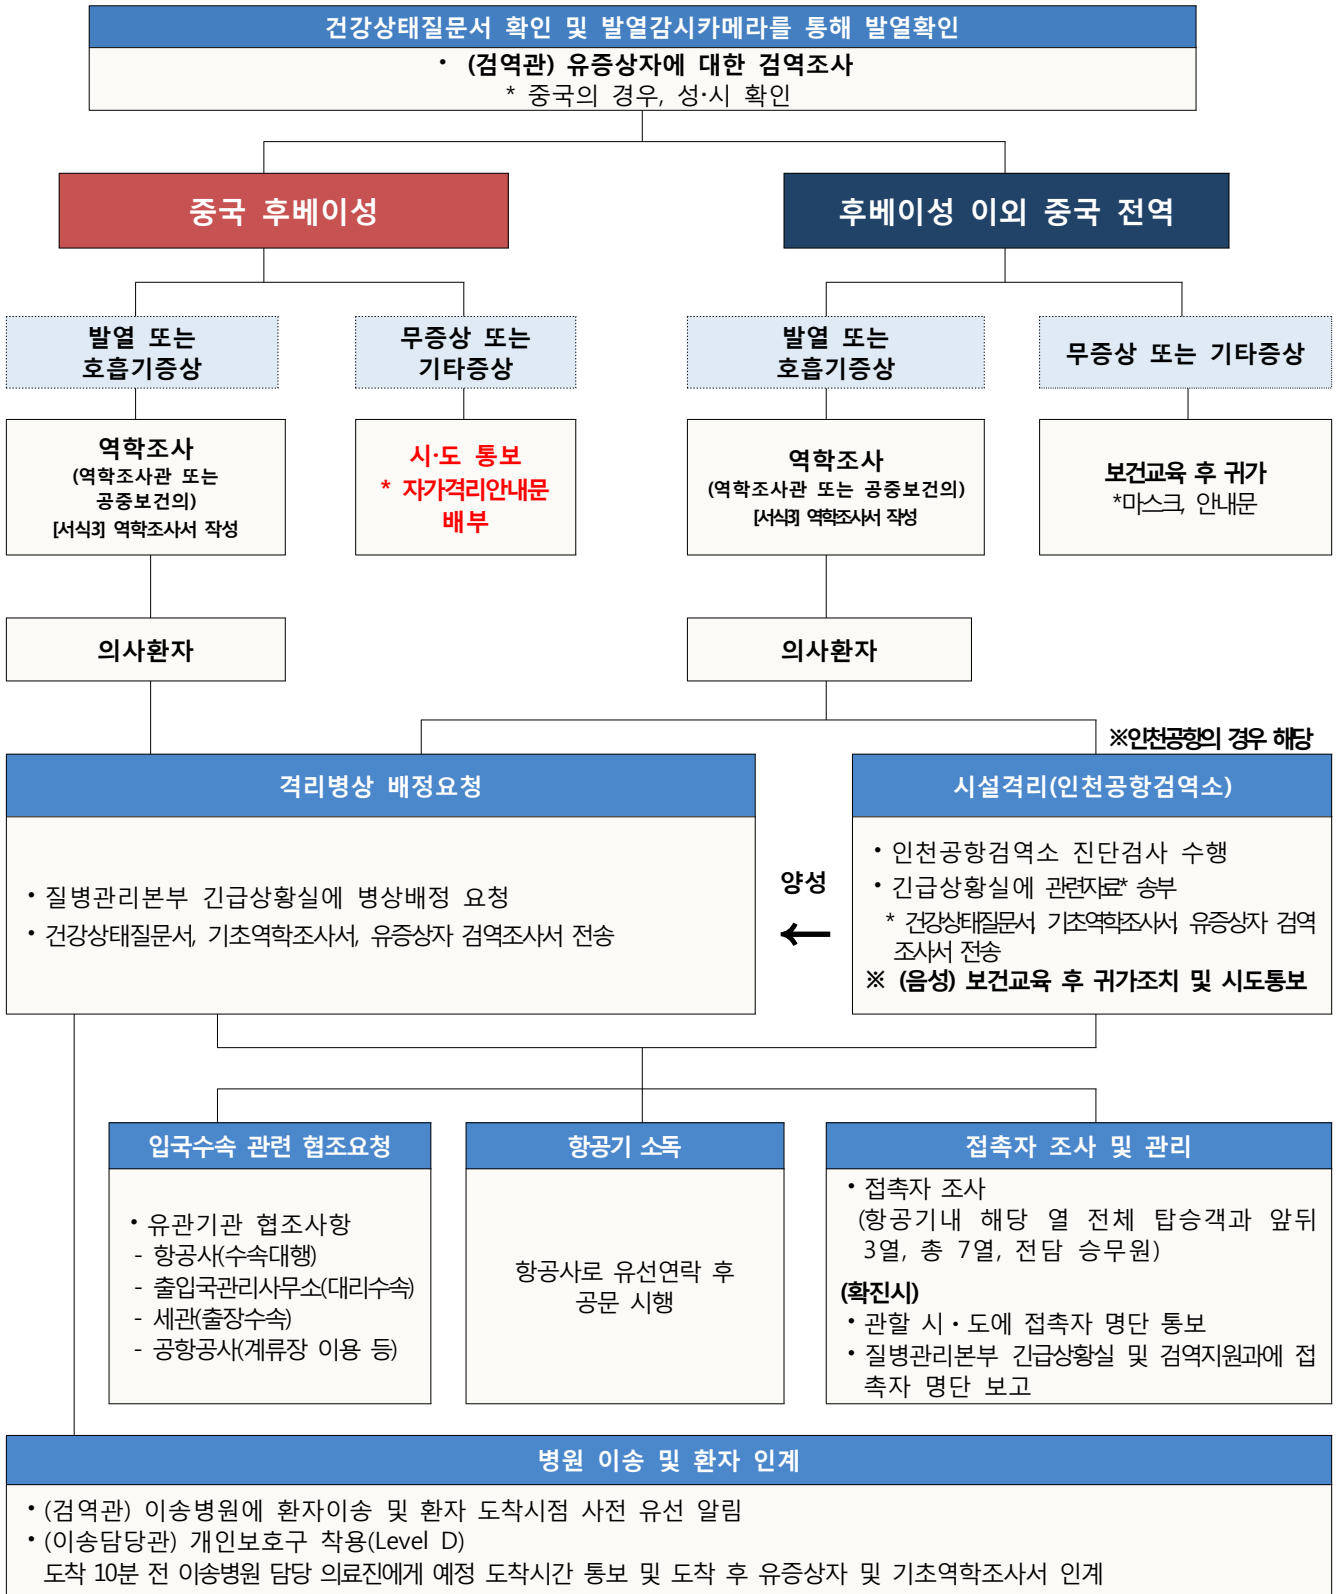 건강상태질문서 확인 및 발열감시카메라를 통해 발열확인
• (검역관) 유증상자에 대한 검역조사
* 중국의 경우, 성·시 확인
중국 후베이성
후베이성 이외 중국 전역
발열 또는
호흡기증상
무증상 또는
기타증상
발열 또는
호흡기증상
무증상 또는 기타증상
역학조사
(역학조사관 또는
공중보건의)
[서식3] 역학조사서 작성
시·도 통보
* 자가격리안내문
배부
역학조사
(역학조사관 또는 공중보건의)
[서식3] 역학조사서 작성
보건교육 후 귀가
*마스크, 안내문
의사환자
의사환자
※인천공항의 경우 해당
격리병상 배정요청
• 질병관리본부 긴급상황실에 병상배정 요청
• 건강상태질문서, 기초역학조사서, 유증상자 검역조사서 전송
양성
←
시설격리(인천공항검역소)
• 인천공항검역소 진단검사 수행
• 긴급상황실에 관련자료* 송부
* 건강상태질문서, 기초역학조사서, 유증상자 검역
조사서 전송
※ (음성) 보건교육 후 귀가조치 및 시도통보
입국수속 관련 협조요청
• 유관기관 협조사항
- 항공사(수속대행)
- 출입국관리사무소(대리수속)
- 세관(출장수속)
- 공항공사(계류장 이용 등)
항공기 소독
항공사로 유선연락 후
공문 시행
접촉자 조사 및 관리
• 접촉자 조사
(항공기내 해당 열 전체 탑승객과 앞뒤
3열, 총 7열, 전담 승무원)
(확진시)
• 관할 시·도에 접촉자 명단 통보
• 질병관리본부 긴급상황실 및 검역지원과에 접
촉자 명단 보고
병원 이송 및 환자 인계
• (검역관) 이송병원에 환자이송 및 환자 도착시점 사전 유선 알림
• (이송담당관) 개인보호구 착용(Level D)
도착 10분 전 이송병원 담당 의료진에게 예정 도착시간 통보 및 도착 후 유증상자 및 기초역학조사서 인계